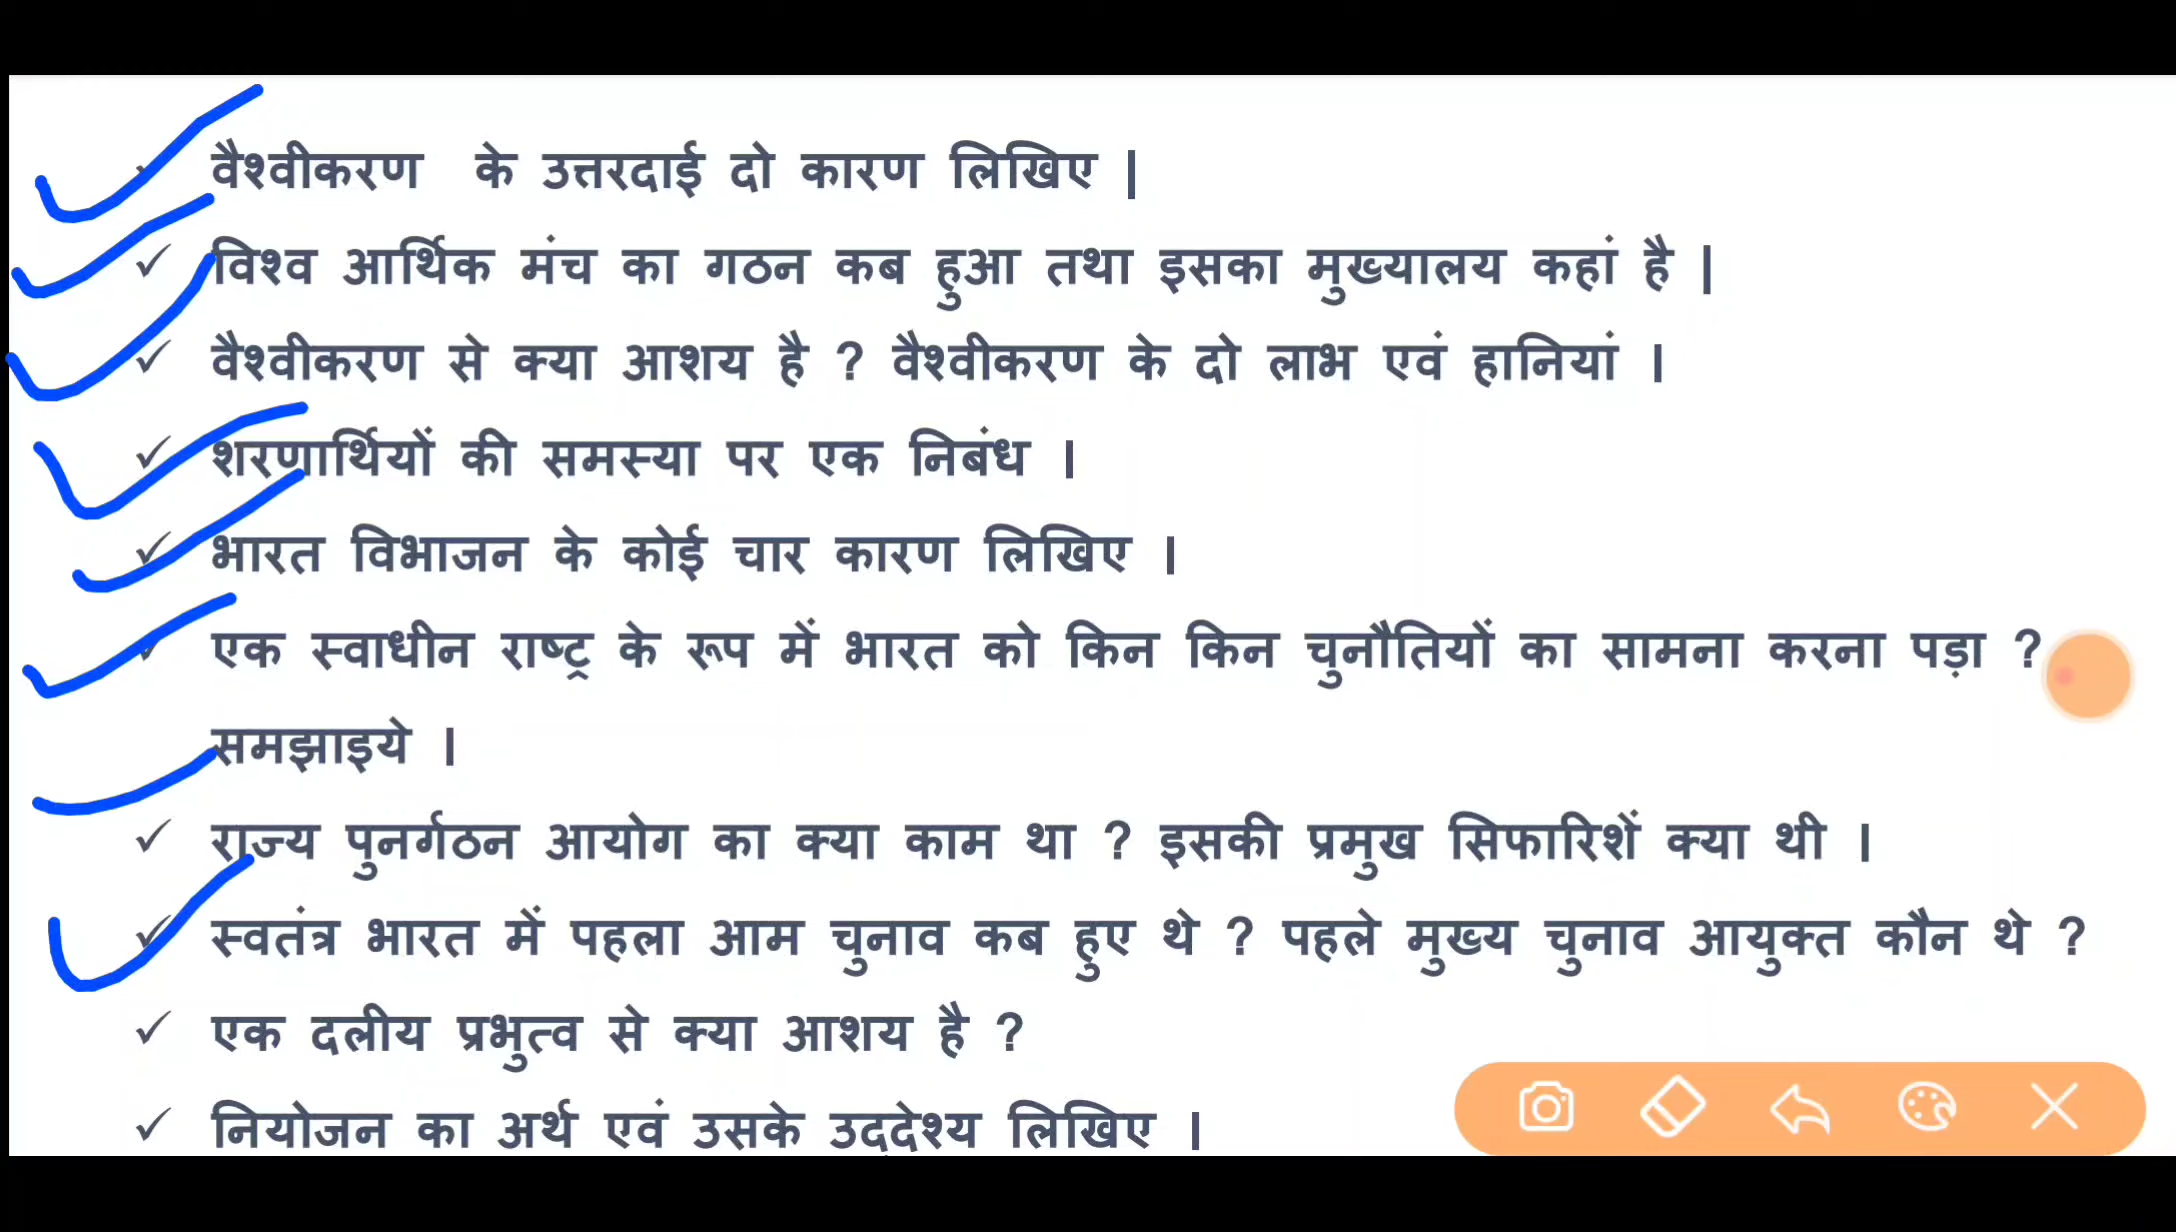 वैश्वीकरण के उत्तरदाई दो कारण लिखिए |
विश्व आर्थिक मंच का गठन कब हुआ तथा इसका मुख्यालय कहां है |
वैश्वीकरण से क्या आशय है ? वैश्वीकरण के दो लाभ एवं हानियां ।
शरणार्थियों की समस्या पर एक निबंध ।
भारत विभाजन के कोई चार कारण लिखिए ।
एक स्वाधीन राष्ट्र के रूप में भारत को किन किन चुनौतियों का सामना करना पड़ा ?
समझाइये ।
राज्य पुनर्गठन आयोग का क्या काम था ? इसकी प्रमुख सिफारिशें क्या थी ।
स्वतंत्र भारत में पहला आम चुनाव कब हुए थे ? पहले मुख्य चुनाव आयुक्त कौन थे ?
एक दलीय प्रभुत्व से क्या आशय है ?
नियोजन का अर्थ एवं उसके उद्देश्य लिखिए ।